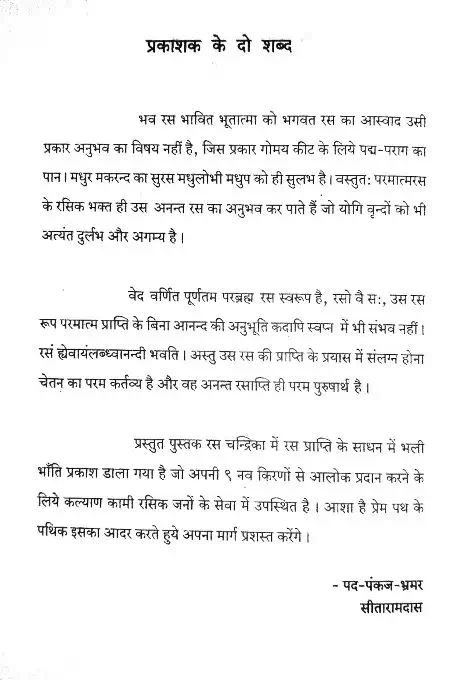 प्रकाशक के दो शब्द
भव रस भावित भूतात्मा को भगवत रस का आस्वाद उसी
प्रकार अनुभव का विषय नहीं है, जिस प्रकार गोमय कीट के लिये पद्म-पराग का
पान। मधुर मकरन्द का सुरस मधुलोभी मधुप को ही सुलभ है। वस्तुतः परमात्मरस
के रसिक भक्त ही उस अनन्त रस का अनुभव कर पाते हैं जो योगि वृन्दों को भी
अत्यंत दुर्लभ और अगम्य है।
वेद वर्णित पूर्णतम परब्रह्म रस स्वरूप है, रसो वै सः, उस रस
रूप परमात्म प्राप्ति के बिना आनन्द की अनुभूति कदापि स्वप्न में भी संभव नहीं।
रसं ह्येवायंलब्ध्वानन्दी भवति। अस्तु उस रस की प्राप्ति के प्रयास में संलग्न होना
चेतन का परम कर्तव्य है और वह अनन्त रसाप्ति ही परम पुरुषार्थ है।
प्रस्तुत पुस्तक रस चन्द्रिका में रस प्राप्ति के साधन में भली
भाँति प्रकाश डाला गया है जो अपनी ९ नव किरणों से आलोक प्रदान करने के
लिये कल्याण कामी रसिक जनों के सेवा में उपस्थित है। आशा है प्रेम पथ के
पथिक इसका आदर करते हुये अपना मार्ग प्रशस्त करेंगे।
- पद-पंकज-भ्रमर
सीतारामदास